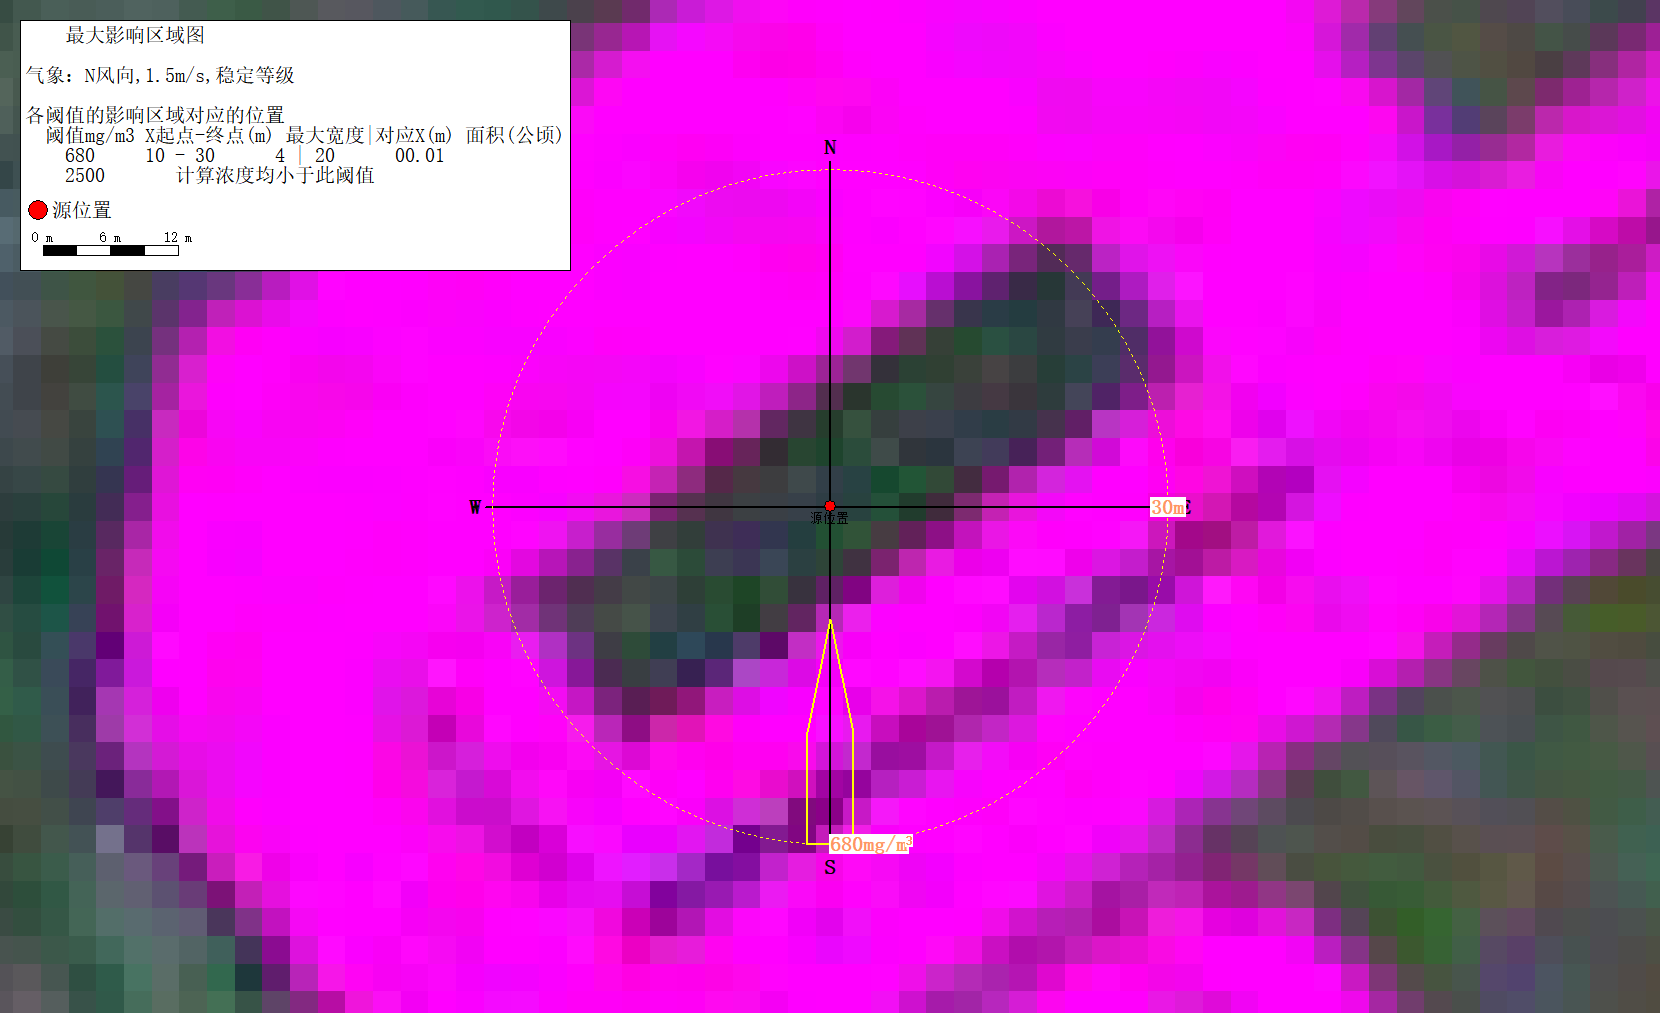 最大影响区域图
气象：N风向,1.5m/s,稳定等级
各阈值的影响区域对应的位置
阈值mg/m3 X起点-终点(m) 最大宽度|对应X(m) 面积(公顷)
680 10 - 30 4 | 20 00.01
2500 计算浓度均小于此阈值
源位置
0 m 6 m 12 m
N
W 30m E
源位置
680mg/m³
S